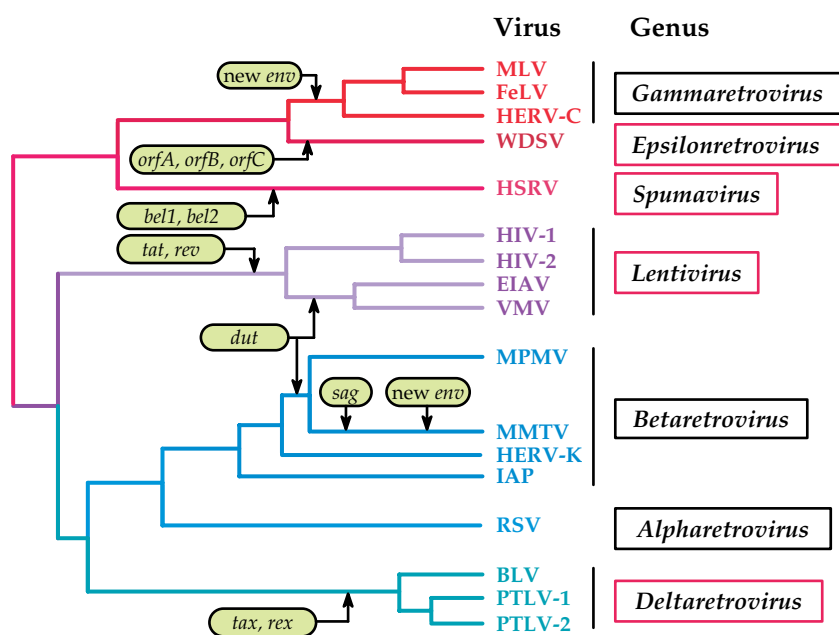 Virus Genus
MLV
new env
FeLV
Gammaretrovirus
HERV-C
WDSV
Epsilonretrovirus
orfA, orfB, orfC
HSRV
Spumavirus
bel1, bel2
HIV-1
tat, rev
HIV-2
Lentivirus
EIAV
VMV
dut
MPMV
sag
new env
Betaretrovirus
MMTV
HERV-K
IAP
RSV
Alpharetrovirus
BLV
PTLV-1
Deltaretrovirus
tax, rex
PTLV-2